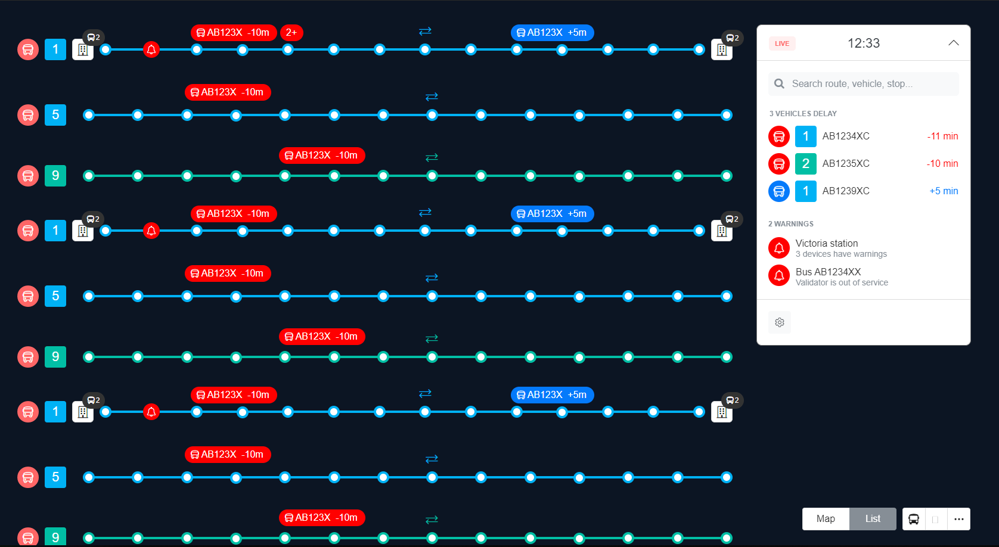 AB123X -10m 2+ AB123X +5m
1 2 2
AB123X -10m
5
AB123X -10m
9
AB123X -10m AB123X +5m
1 2 2
AB123X -10m
5
AB123X -10m
9
AB123X -10m AB123X +5m
1 2 2
AB123X -10m
5
AB123X -10m
9
LIVE 12:33
Search route, vehicle, stop...
3 VEHICLES DELAY
1 AB1234XC -11 min
2 AB1235XC -10 min
1 AB1239XC +5 min
2 WARNINGS
Victoria station
3 devices have warnings
Bus AB1234XX
Validator is out of service
Map List